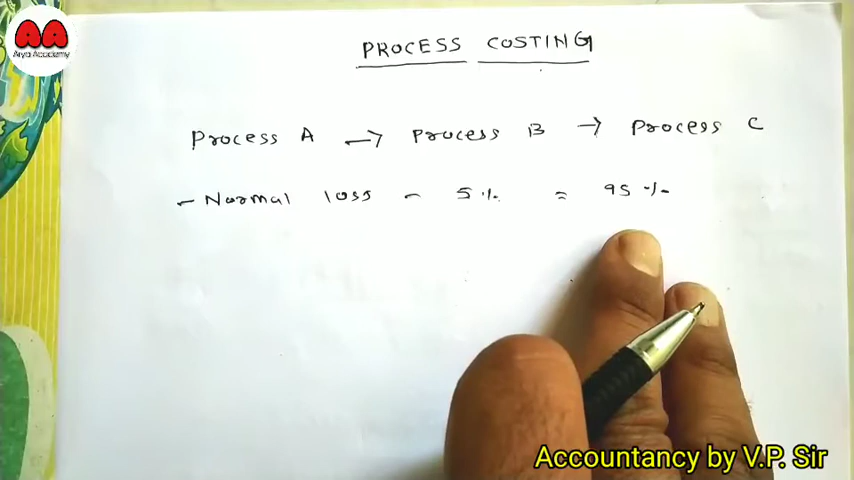 AA
Arya Academy
PROCESS COSTING
Process A → Process B → Process C
- Normal loss - 5% = 95%
Accountancy by V.P. Sir